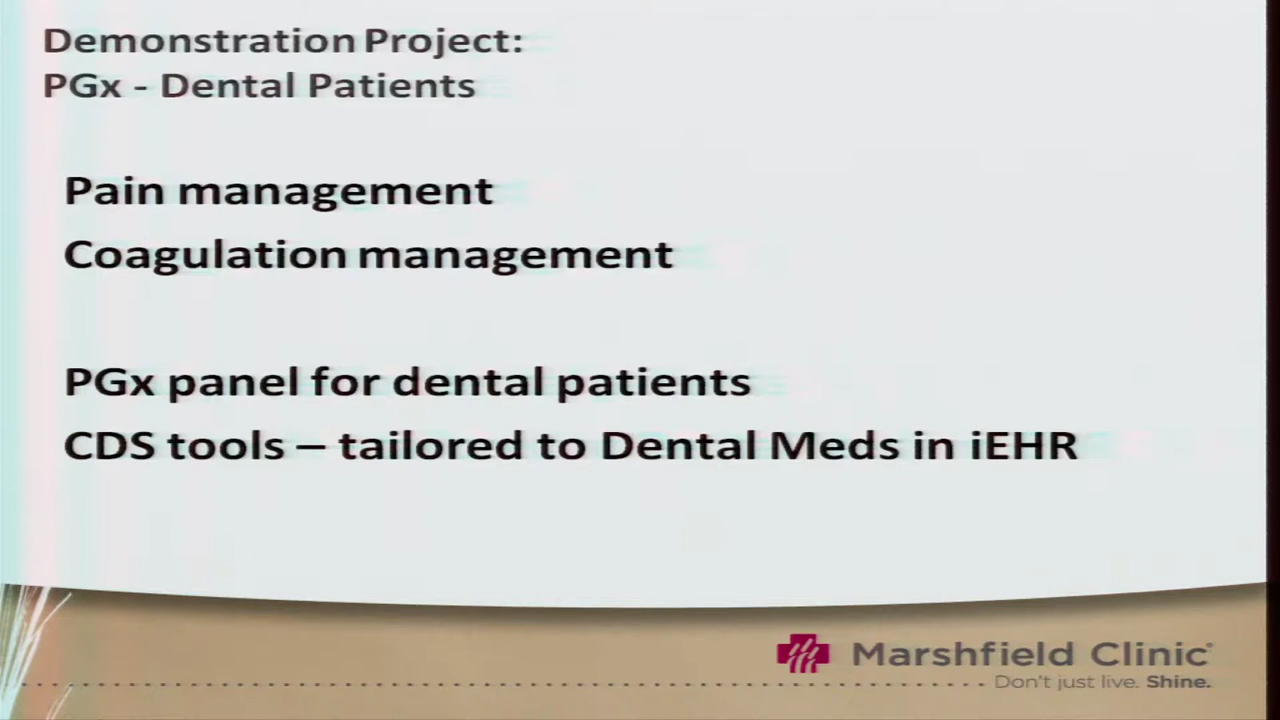 Demonstration Project:
PGx - Dental Patients
Pain management
Coagulation management
PGx panel for dental patients
CDS tools – tailored to Dental Meds in iEHR
Marshfield Clinic®
Don't just live. Shine.